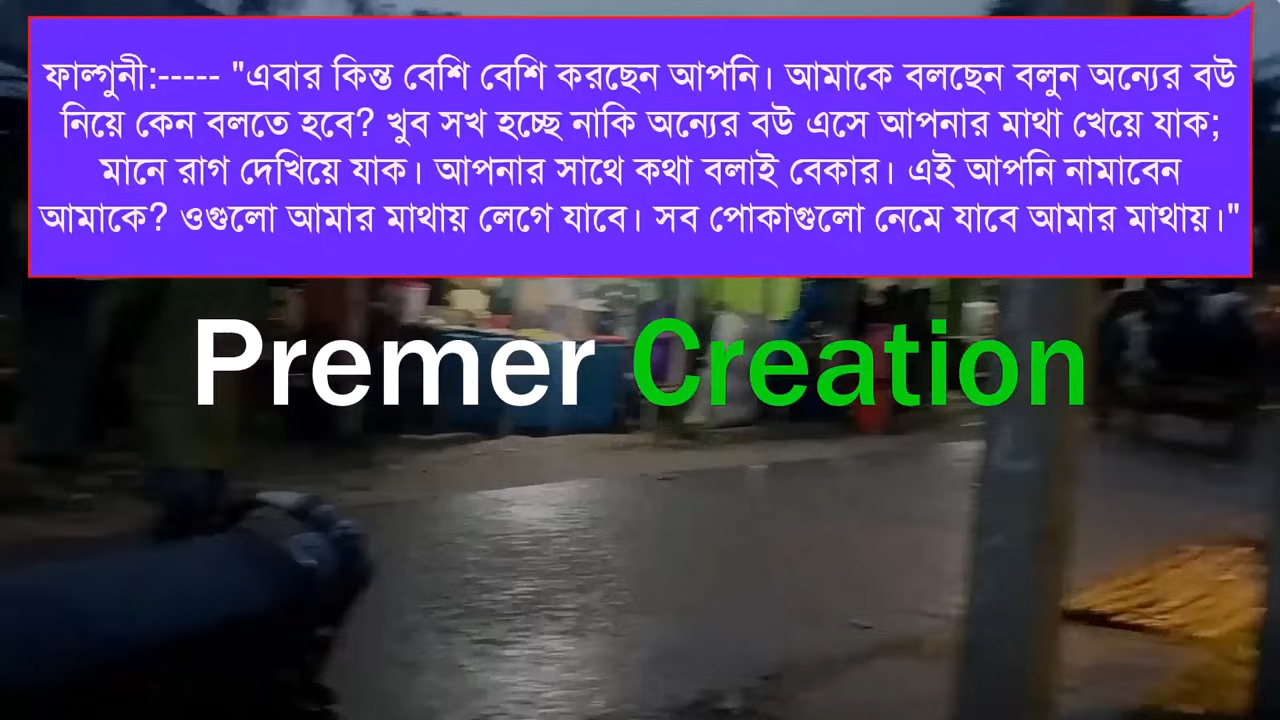 ফাল্গুনী:----- "এবার কিন্ত বেশি বেশি করছেন আপনি। আমাকে বলছেন বলুন অন্যের বউ
নিয়ে কেন বলতে হবে? খুব সখ হচ্ছে নাকি অন্যের বউ এসে আপনার মাথা খেয়ে যাক;
মানে রাগ দেখিয়ে যাক। আপনার সাথে কথা বলাই বেকার। এই আপনি নামাবেন
আমাকে? ওগুলো আমার মাথায় লেগে যাবে। সব পোকাগুলো নেমে যাবে আমার মাথায়।"
Premer Creation